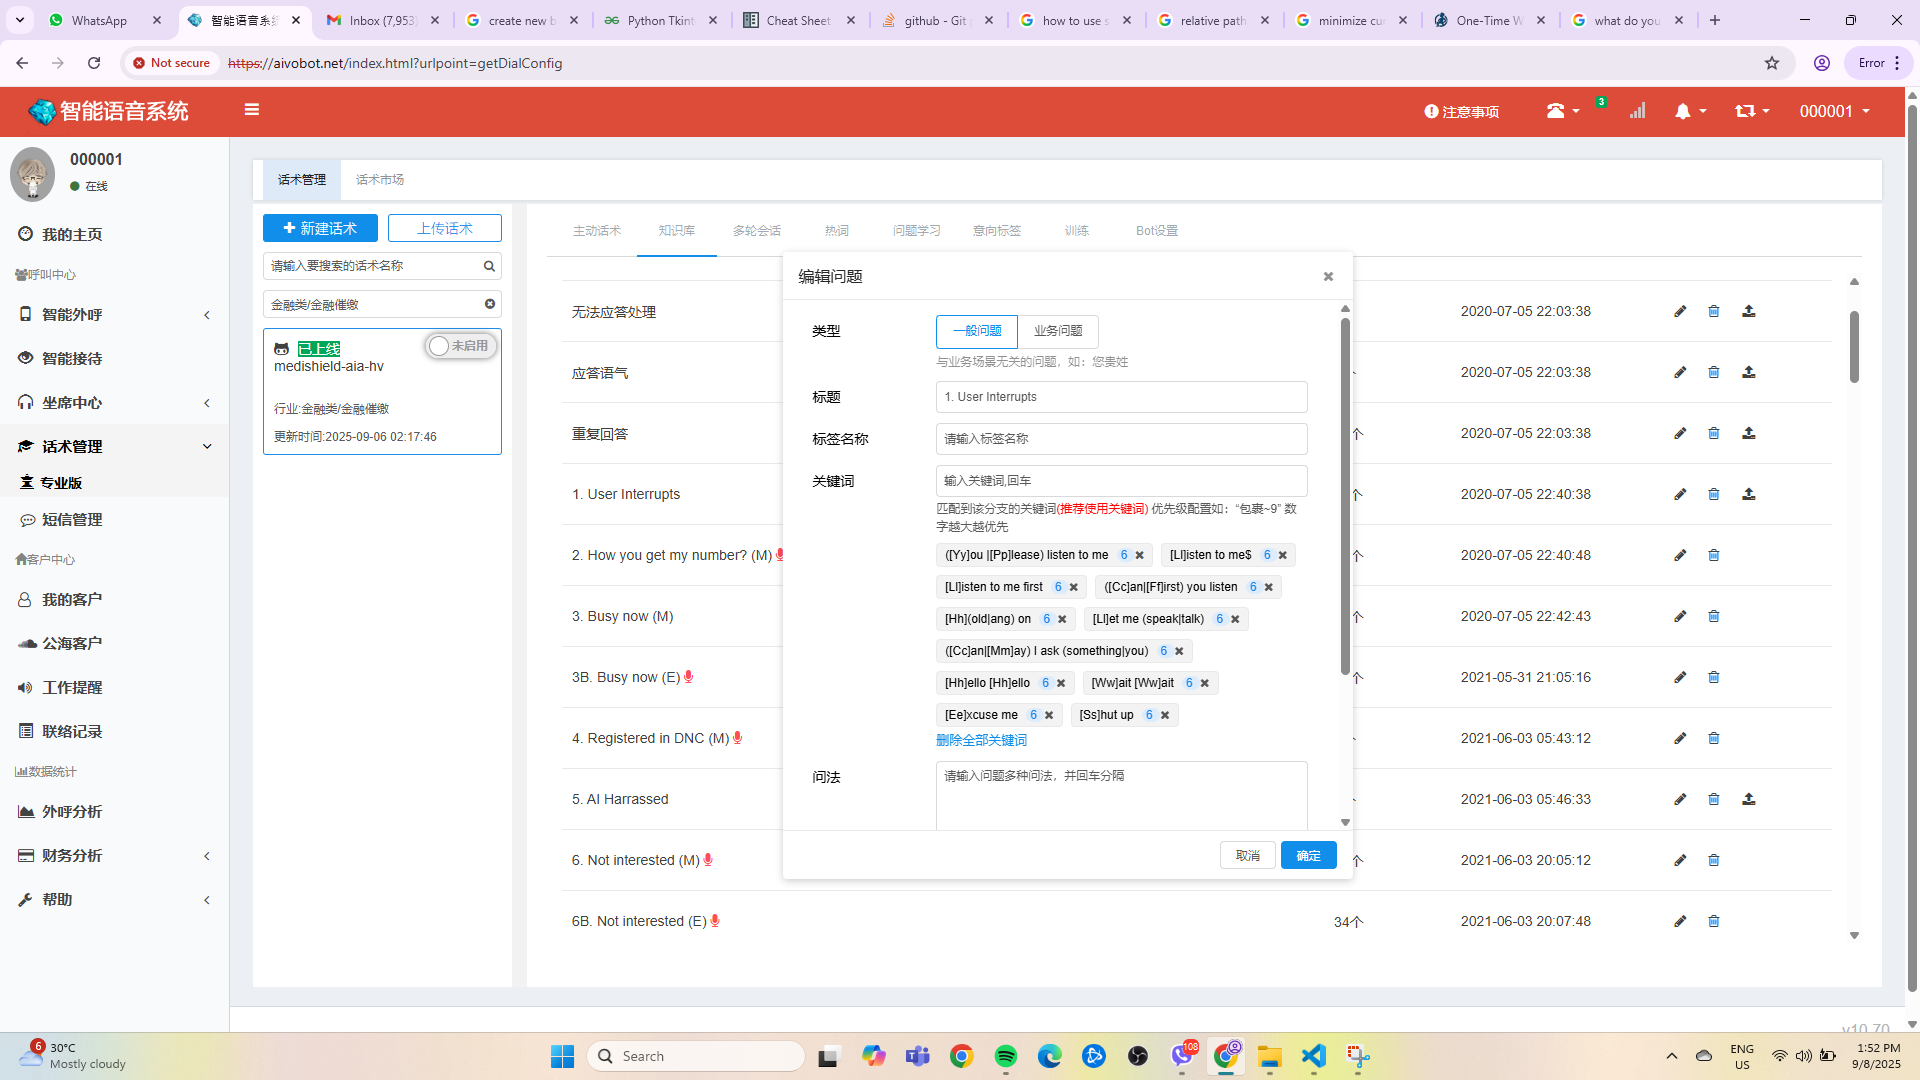 WhatsApp
智能语音系
Inbox (7,953)
create new b
Python Tkint
Cheat Sheet
github - Git
how to use s
relative path
minimize cur
One-Time W
what do you
Not secure
https://aivobot.net/index.html?urlpoint=getDialConfig
Error
智能语音系统
注意事项
3
000001
000001
在线
我的主页
呼叫中心
智能外呼
智能接待
坐席中心
话术管理
专业版
短信管理
客户中心
我的客户
公海客户
工作提醒
联络记录
数据统计
外呼分析
财务分析
帮助
话术管理
话术市场
新建话术
上传话术
请输入要搜索的话术名称
金融类/金融催缴
已上线
未启用
medishield-aia-hv
行业:金融类/金融催缴
更新时间:2025-09-06 02:17:46
主动话术
知识库
多轮会话
热词
问题学习
意向标签
训练
Bot设置
无法应答处理
2020-07-05 22:03:38
应答语气
2020-07-05 22:03:38
重复回答
个
2020-07-05 22:03:38
1. User Interrupts
个
2020-07-05 22:40:38
2. How you get my number? (M)
个
2020-07-05 22:40:48
3. Busy now (M)
个
2020-07-05 22:42:43
3B. Busy now (E)
个
2021-05-31 21:05:16
4. Registered in DNC (M)
2021-06-03 05:43:12
5. AI Harrassed
2021-06-03 05:46:33
6. Not interested (M)
个
2021-06-03 20:05:12
6B. Not interested (E)
34个
2021-06-03 20:07:48
编辑问题
类型
一般问题
业务问题
与业务场景无关的问题，如：您贵姓
标题
1. User Interrupts
标签名称
请输入标签名称
关键词
输入关键词,回车
匹配到该分支的关键词(推荐使用关键词) 优先级配置如：“包裹~9” 数
字越大越优先
([Yy]ou |[Pp]lease) listen to me 6
[Ll]isten to me$ 6
[Ll]isten to me first 6
([Cc]an|[Ff]irst) you listen 6
[Hh](old|ang) on 6
[Ll]et me (speak|talk) 6
([Cc]an|[Mm]ay) I ask (something|you) 6
[Hh]ello [Hh]ello 6
[Ww]ait [Ww]ait 6
[Ee]xcuse me 6
[Ss]hut up 6
删除全部关键词
问法
请输入问题多种问法，并回车分隔
取消
确定
v10.70
6
30°C
Mostly cloudy
Search
108
ENG
US
1:52 PM
9/8/2025